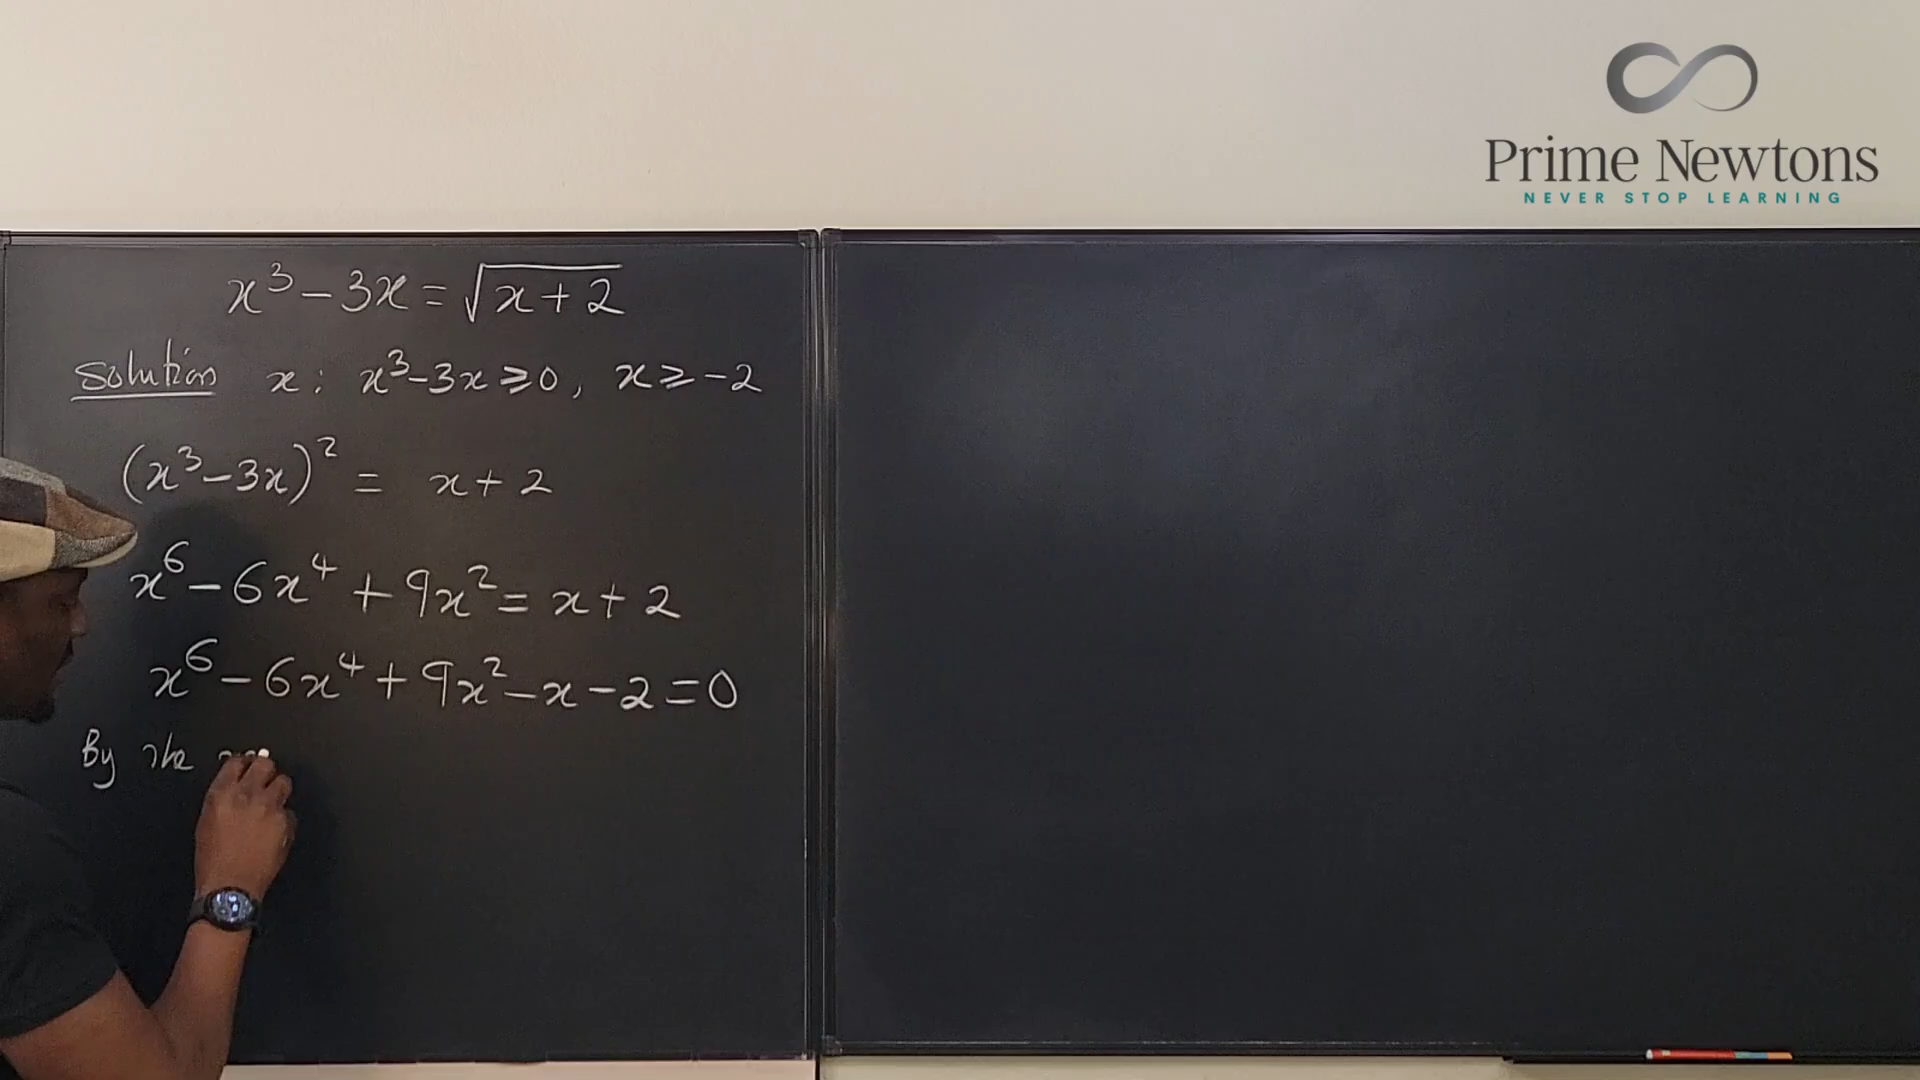 Prime Newtons
NEVER STOP LEARNING
x³ - 3x = √(x+2)
Solution x : x³-3x ≥ 0, x ≥ -2
(x³-3x)² = x+2
x⁶ - 6x⁴ + 9x² = x + 2
x⁶ - 6x⁴ + 9x² - x - 2 = 0
By the